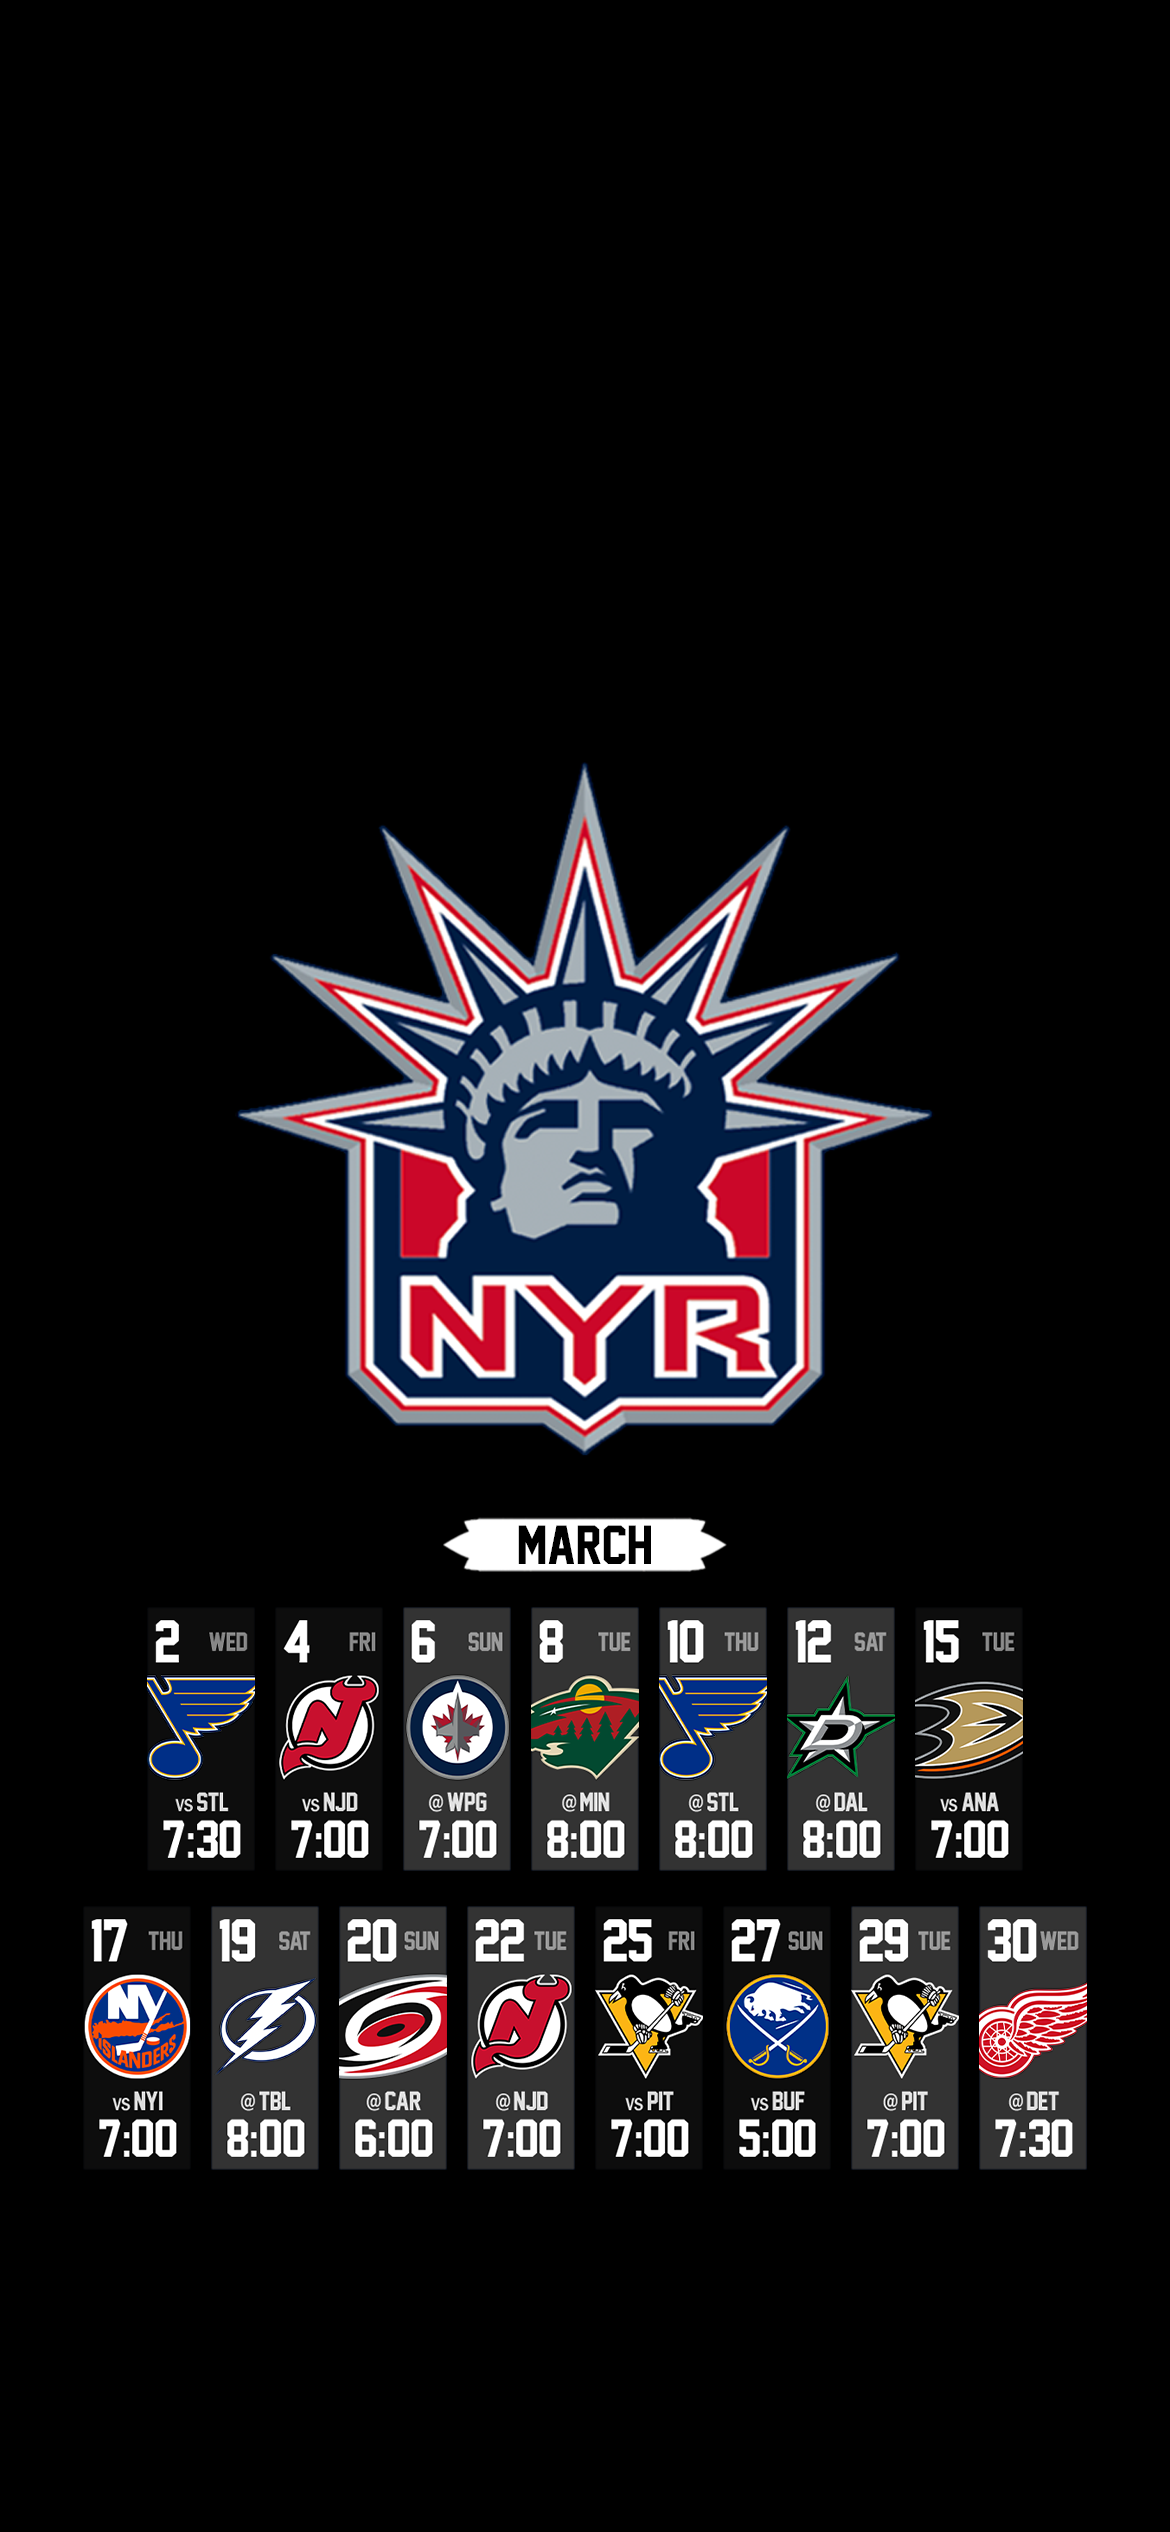 NYR
MARCH
2 WED
vs STL
7:30
4 FRI
vs NJD
7:00
6 SUN
@ WPG
7:00
8 TUE
@ MIN
8:00
10 THU
@ STL
8:00
12 SAT
@ DAL
8:00
15 TUE
vs ANA
7:00
17 THU
NY
ISLANDERS
vs NYI
7:00
19 SAT
@ TBL
8:00
20 SUN
@ CAR
6:00
22 TUE
@ NJD
7:00
25 FRI
vs PIT
7:00
27 SUN
vs BUF
5:00
29 TUE
@ PIT
7:00
30 WED
@ DET
7:30